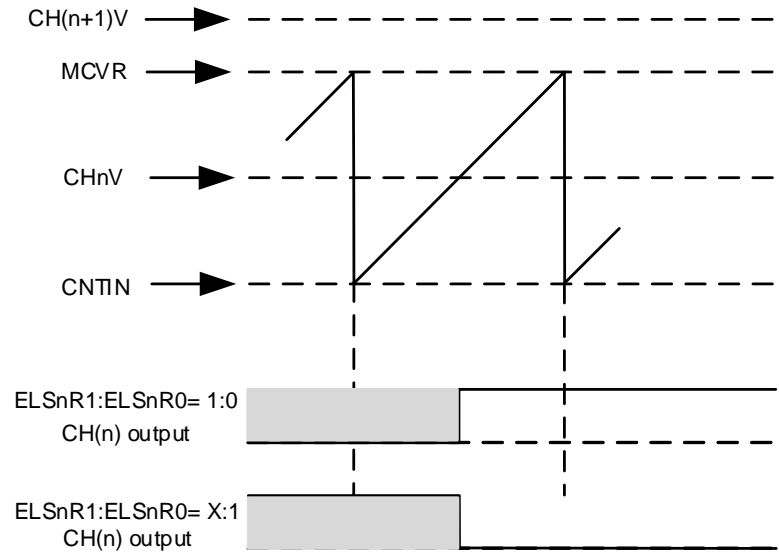 CH(n+1)V
MCVR
CHnV
CNTIN
ELSnR1:ELSnR0= 1:0
CH(n) output
ELSnR1:ELSnR0= X:1
CH(n) output